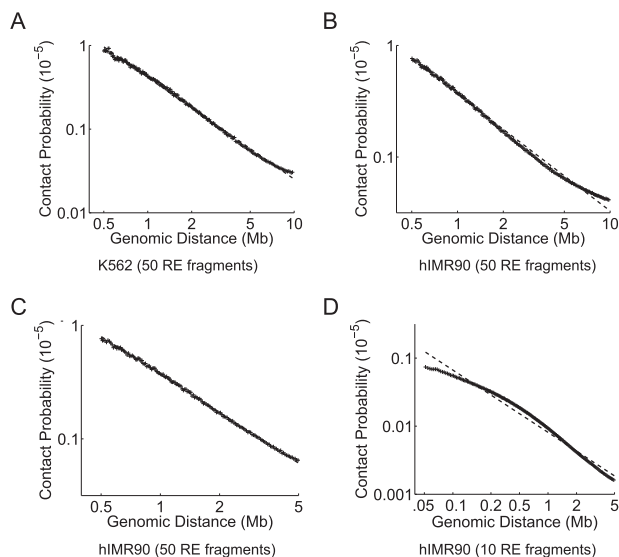 A
Contact Probability (10⁻⁵)
1
0.1
0.01
0.5
1
2
5
10
Genomic Distance (Mb)
K562 (50 RE fragments)
B
Contact Probability (10⁻⁵)
1
0.1
0.5
1
2
5
10
Genomic Distance (Mb)
hIMR90 (50 RE fragments)
C
Contact Probability (10⁻⁵)
1
0.1
0.5
1
2
5
Genomic Distance (Mb)
hIMR90 (50 RE fragments)
D
Contact Probability (10⁻⁵)
0.1
0.01
0.001
.05
0.1
0.2
0.5
1
2
5
Genomic Distance (Mb)
hIMR90 (10 RE fragments)